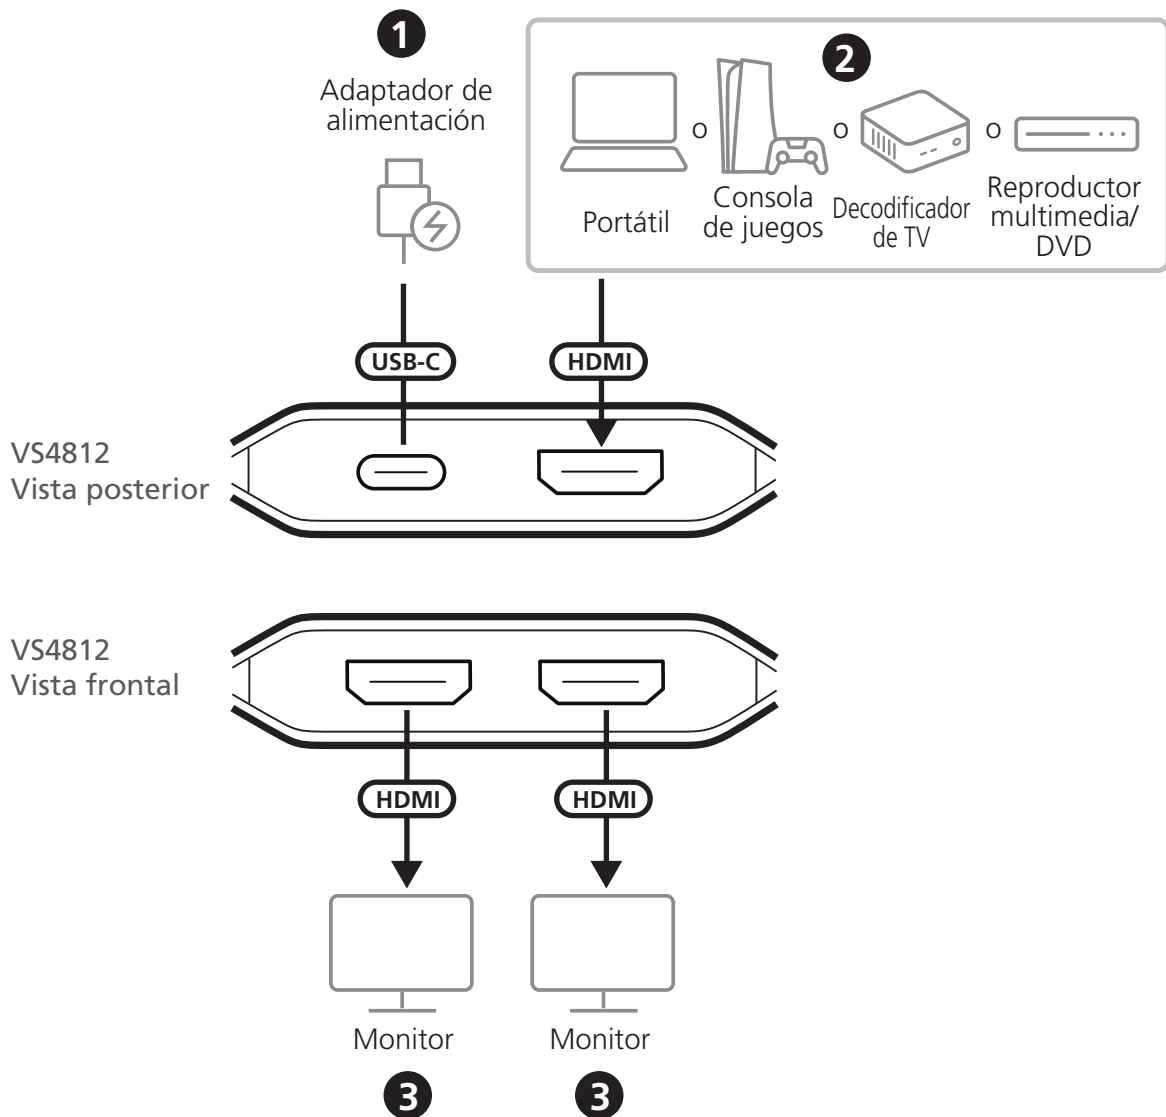 1
Adaptador de
alimentación
2
o
o
o
Portátil
Consola
de juegos
Decodificador
de TV
Reproductor
multimedia/
DVD
USB-C
HDMI
VS4812
Vista posterior
VS4812
Vista frontal
HDMI
HDMI
Monitor
Monitor
3
3